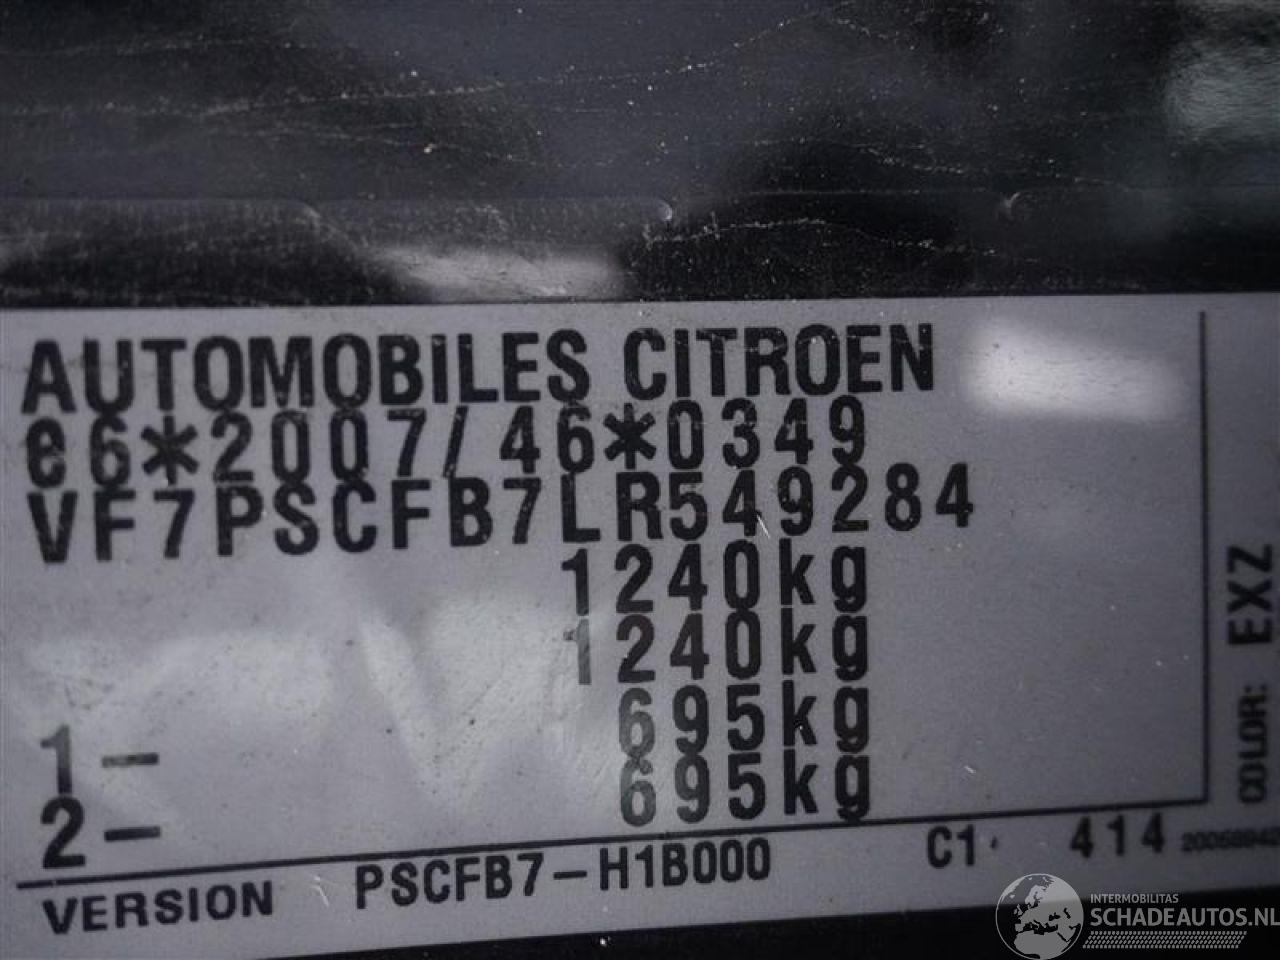 AUTOMOBILES CITROEN
e6*2007/46*0349
VF7PSCFB7LR549284
1240kg
1240kg
1- 695kg
2- 695kg
VERSION PSCFB7-H1B000 C1 414
COLOR: EXZ
INTERMOBILITAS
SCHADEAUTOS.NL